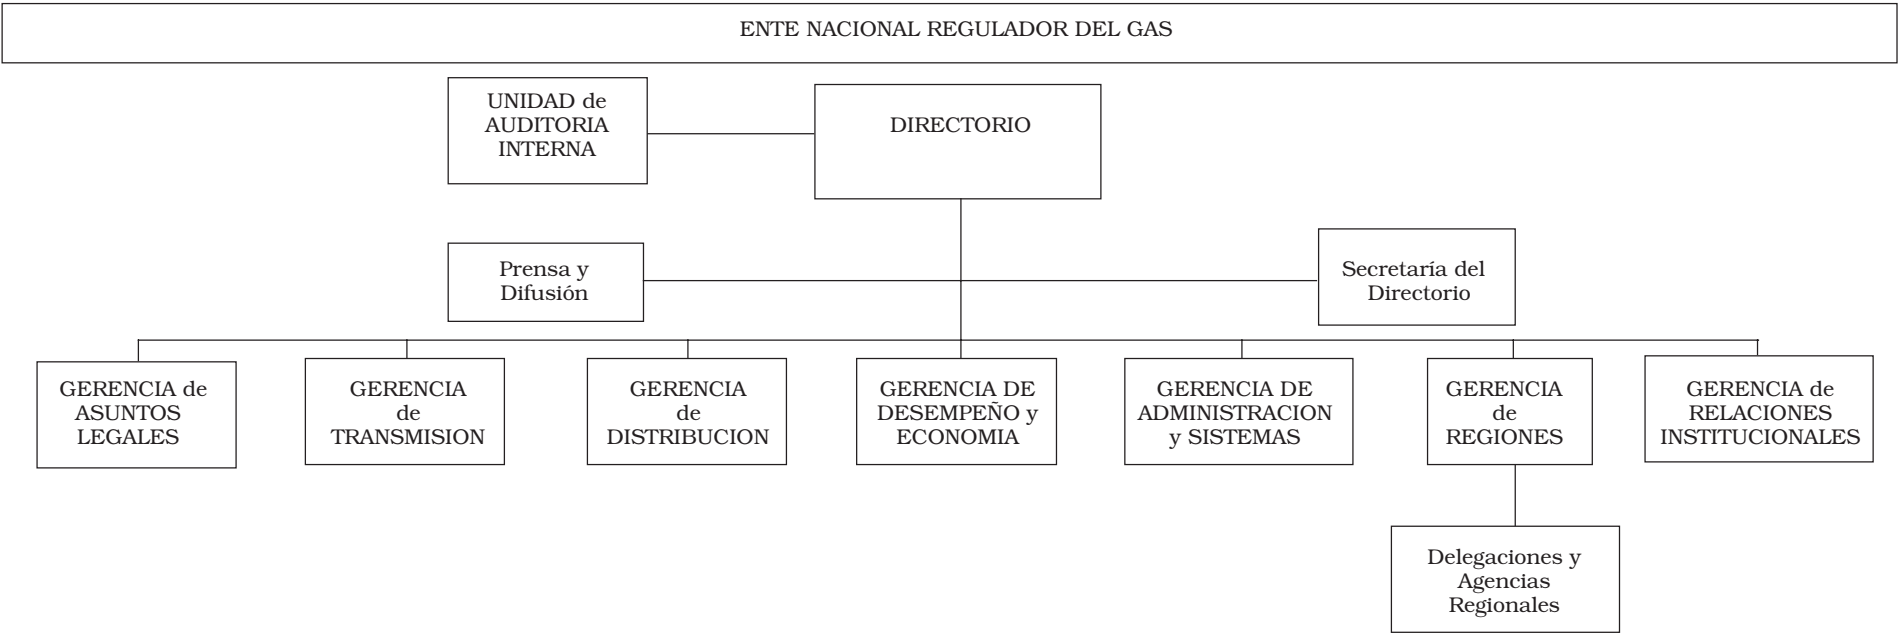 ENTE NACIONAL REGULADOR DEL GAS
UNIDAD de
AUDITORIA
INTERNA
DIRECTORIO
Prensa y
Difusión
Secretaría del
Directorio
GERENCIA de
ASUNTOS
LEGALES
GERENCIA
de
TRANSMISION
GERENCIA
de
DISTRIBUCION
GERENCIA DE
DESEMPEÑO y
ECONOMIA
GERENCIA DE
ADMINISTRACION
y SISTEMAS
GERENCIA
de
REGIONES
GERENCIA de
RELACIONES
INSTITUCIONALES
Delegaciones y
Agencias
Regionales